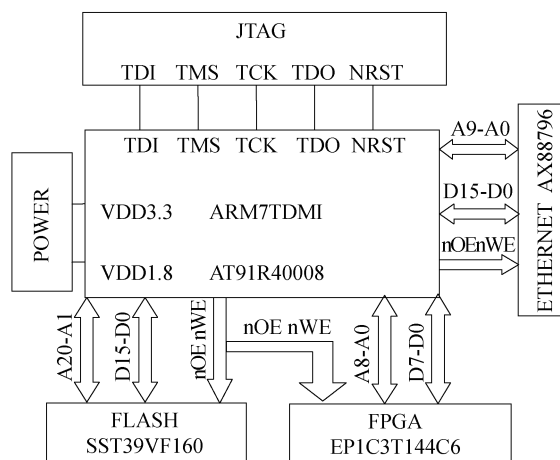 JTAG
TDI TMS TCK TDO NRST
TDI TMS TCK TDO NRST
POWER
VDD3.3 ARM7TDMI
VDD1.8 AT91R40008
A9-A0
D15-D0
nOEnWE
ETHERNET AX88796
A20-A1
D15-D0
nOE nWE
nOE nWE
A8-A0
D7-D0
FLASH
SST39VF160
FPGA
EP1C3T144C6